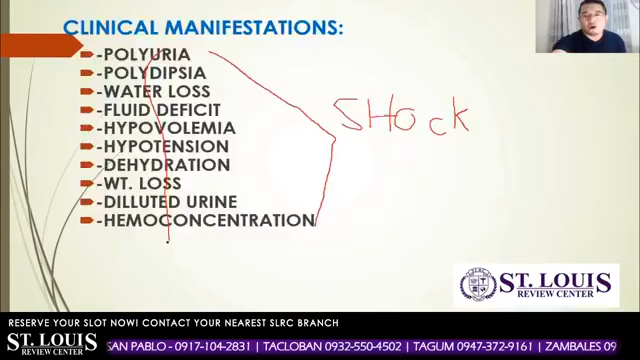 CLINICAL MANIFESTATIONS:
-POLYURIA
-POLYDIPSIA
-WATER LOSS
-FLUID DEFICIT
-HYPOVOLEMIA
-HYPOTENSION
-DEHYDRATION
-WT. LOSS
-DILLUTED URINE
-HEMOCONCENTRATION
SHocK
ST. LOUIS
REVIEW CENTER
RESERVE YOUR SLOT NOW! CONTACT YOUR NEAREST SLRC BRANCH
ST. LOUIS
REVIEW CENTER
SAN PABLO - 0917-104-2831 | TACLOBAN 0932-550-4502 | TAGUM 0947-372-9161 | ZAMBALES 09